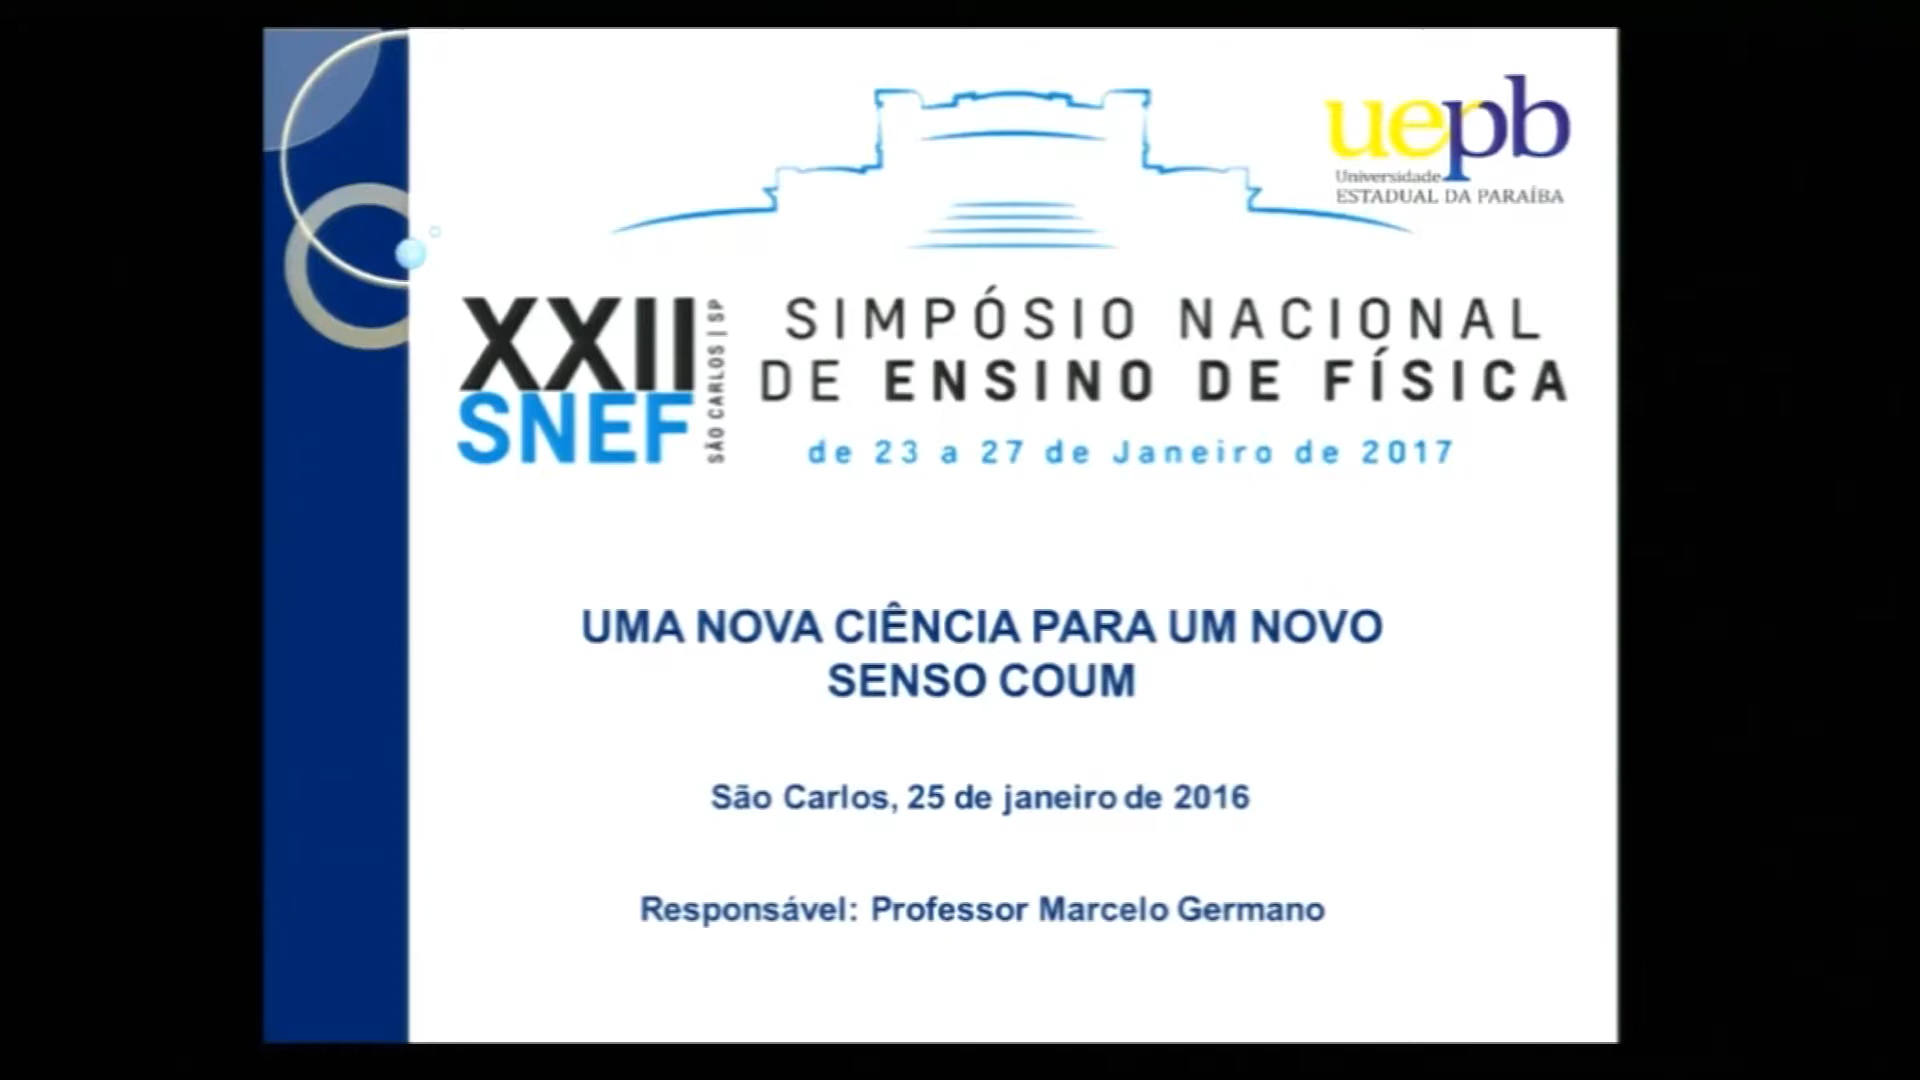 uepb
Universidade
ESTADUAL DA PARAÍBA
XXII
SNEF
SÃO CARLOS | SP
SIMPÓSIO NACIONAL
DE ENSINO DE FÍSICA
de 23 a 27 de Janeiro de 2017
UMA NOVA CIÊNCIA PARA UM NOVO
SENSO COUM
São Carlos, 25 de janeiro de 2016
Responsável: Professor Marcelo Germano